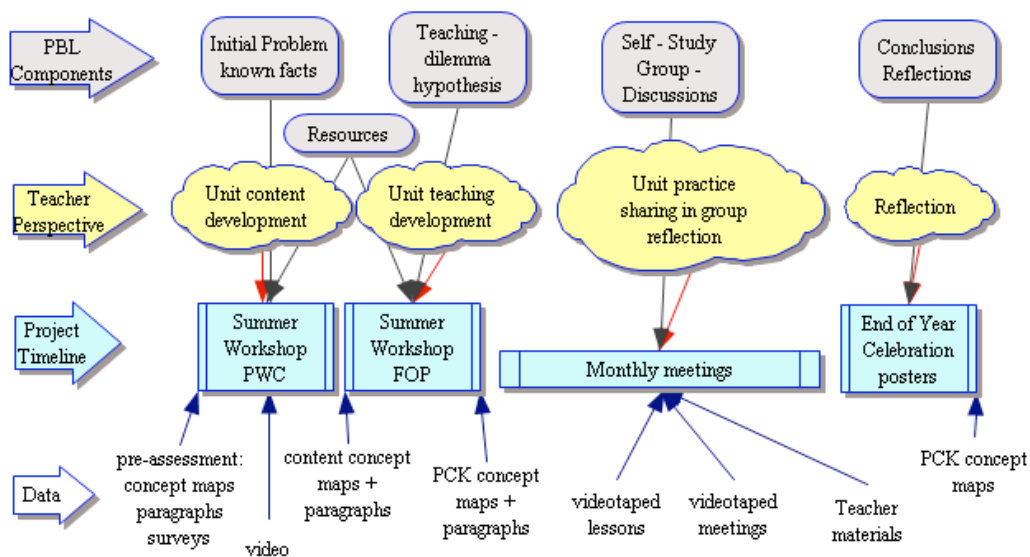 PBL
Components
Initial Problem
known facts
Teaching -
dilemma
hypothesis
Self - Study
Group -
Discussions
Conclusions
Reflections
Resources
Teacher
Perspective
Unit content
development
Unit teaching
development
Unit practice
sharing in group
reflection
Reflection
Project
Timeline
Summer
Workshop
PWC
Summer
Workshop
FOP
Monthly meetings
End of Year
Celebration
posters
Data
pre-assessment:
concept maps
paragraphs
surveys
video
content concept
maps +
paragraphs
PCK concept
maps +
paragraphs
videotaped
lessons
videotaped
meetings
Teacher
materials
PCK concept
maps